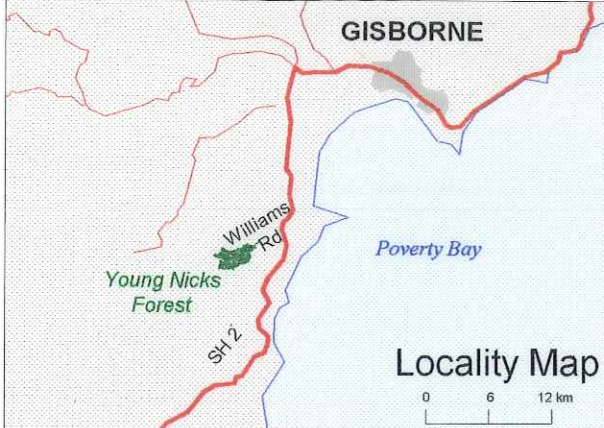 GISBORNE
Williams
Rd
Poverty Bay
Young Nicks
Forest
SH 2
Locality Map
0 6 12 km